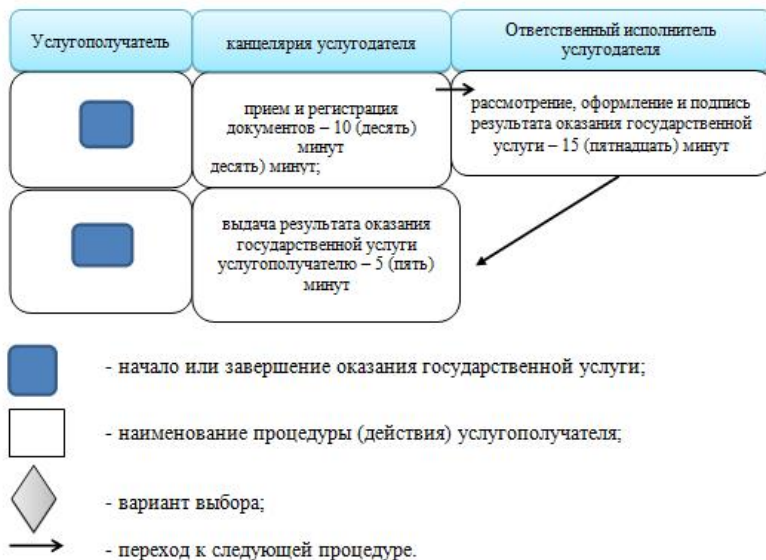 Услугополучатель
канцелярия услугодателя
Ответственный исполнитель
услугодателя
прием и регистрация
документов – 10 (десять)
минут
десять) минут;
рассмотрение, оформление и подпись
результата оказания государственной
услуги – 15 (пятнадцать) минут
выдача результата оказания
государственной услуги
услугополучателю – 5 (пять)
минут
- начало или завершение оказания государственной услуги;
- наименование процедуры (действия) услугополучателя;
- вариант выбора;
- переход к следующей процедуре.